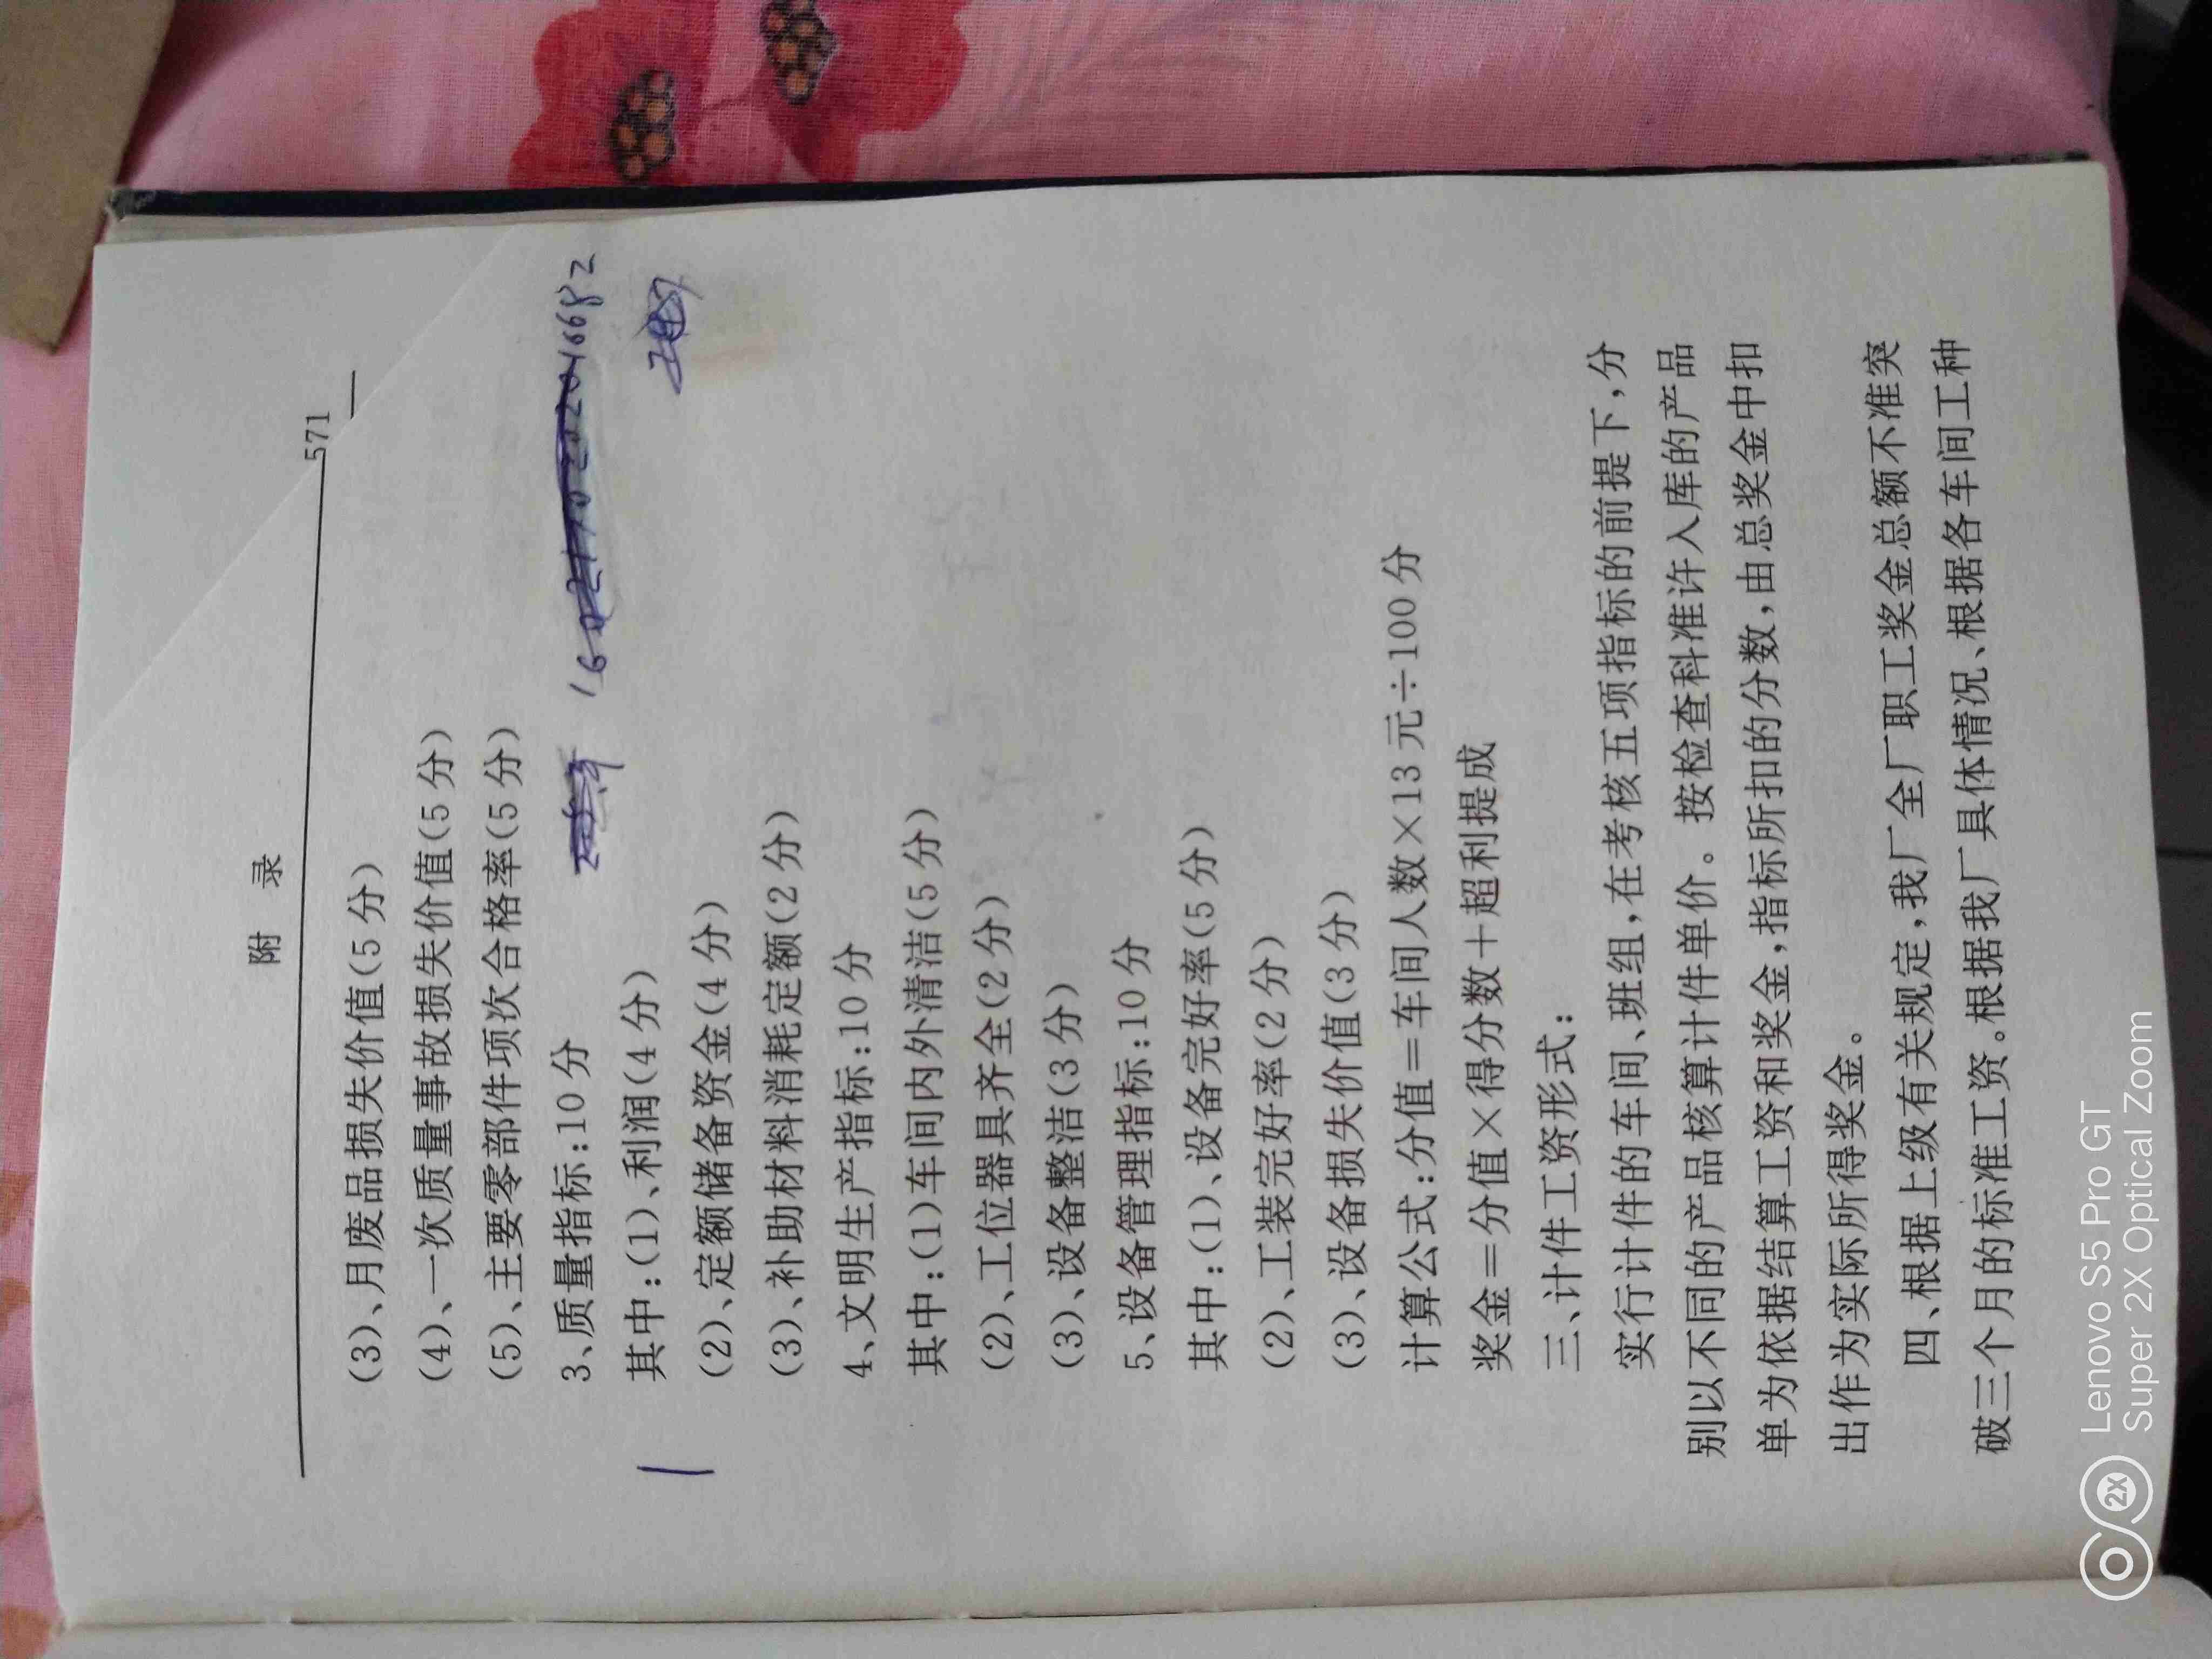 附 录
571
(3)、月废品损失价值(5分)
(4)、一次质量事故损失价值(5分)
(5)、主要零部件项次合格率(5分)
3、质量指标:10分
其中:(1)、利润(4分)
(2)、定额储备资金(4分)
(3)、补助材料消耗定额(2分)
4、文明生产指标:10分
其中:(1)车间内外清洁(5分)
(2)、工位器具齐全(2分)
(3)、设备整洁(3分)
5、设备管理指标:10分
其中:(1)、设备完好率(5分)
(2)、工装完好率(2分)
(3)、设备损失价值(3分)
计算公式:分值=车间人数×13元÷100分
奖金=分值×得分数+超利提成
三、计件工资形式:
实行计件的车间、班组,在考核五项指标的前提下,分
别以不同的产品核算计件单价。按检查科准许入库的产品
单为依据结算工资和奖金,指标所扣的分数,由总奖金中扣
出作为实际所得奖金。
四、根据上级有关规定,我厂全厂职工奖金总额不准突
破三个月的标准工资。根据我厂具体情况、根据各车间工种
Lenovo S5 Pro GT
2X
Super 2X Optical Zoom